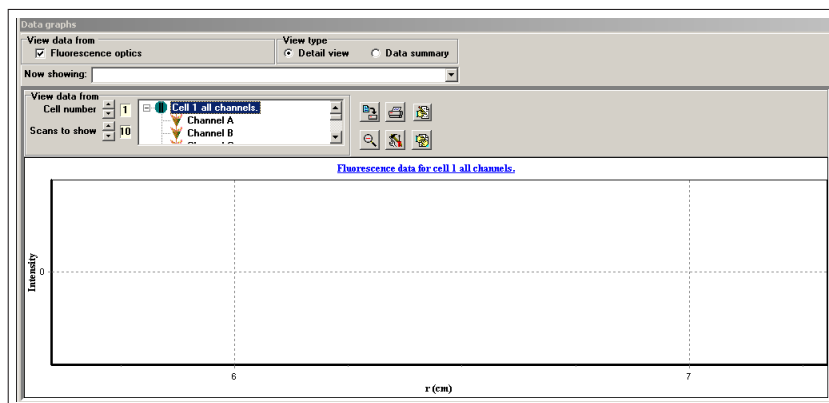 Data graphs
View data from View type
Fluorescence optics Detail view Data summary
Now showing:
View data from
Cell number 1 Cell 1 all channels.
Channel A
Scans to show 10 Channel B
Fluorescence data for cell 1 all channels.
Intensity
0
6 7
r (cm)